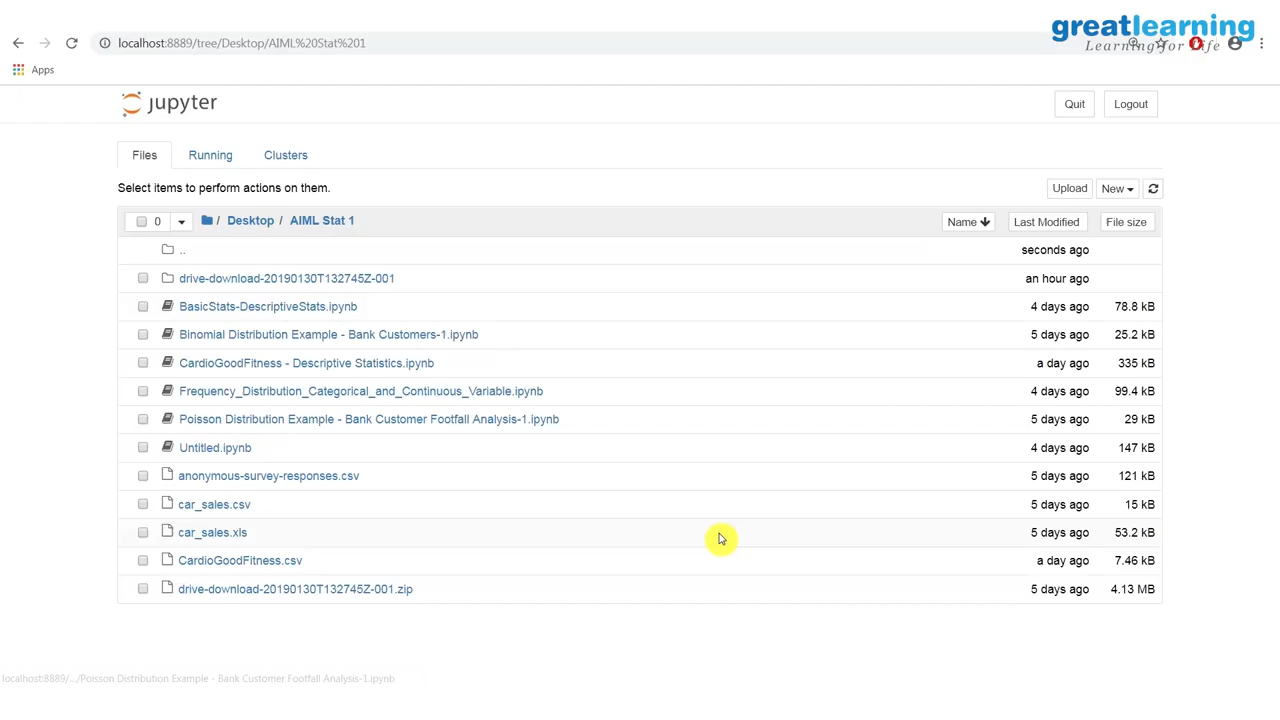 greatlearning
Learning for Life
localhost:8889/tree/Desktop/AIML%20Stat%201
Apps
jupyter
Quit
Logout
Files
Running
Clusters
Select items to perform actions on them.
Upload
New
0
/ Desktop / AIML Stat 1
Name
Last Modified
File size
..
seconds ago
drive-download-20190130T132745Z-001
an hour ago
BasicStats-DescriptiveStats.ipynb
4 days ago
78.8 kB
Binomial Distribution Example - Bank Customers-1.ipynb
5 days ago
25.2 kB
CardioGoodFitness - Descriptive Statistics.ipynb
a day ago
335 kB
Frequency_Distribution_Categorical_and_Continuous_Variable.ipynb
4 days ago
99.4 kB
Poisson Distribution Example - Bank Customer Footfall Analysis-1.ipynb
5 days ago
29 kB
Untitled.ipynb
4 days ago
147 kB
anonymous-survey-responses.csv
5 days ago
121 kB
car_sales.csv
5 days ago
15 kB
car_sales.xls
5 days ago
53.2 kB
CardioGoodFitness.csv
a day ago
7.46 kB
drive-download-20190130T132745Z-001.zip
5 days ago
4.13 MB
localhost:8889/.../Poisson Distribution Example - Bank Customer Footfall Analysis-1.ipynb